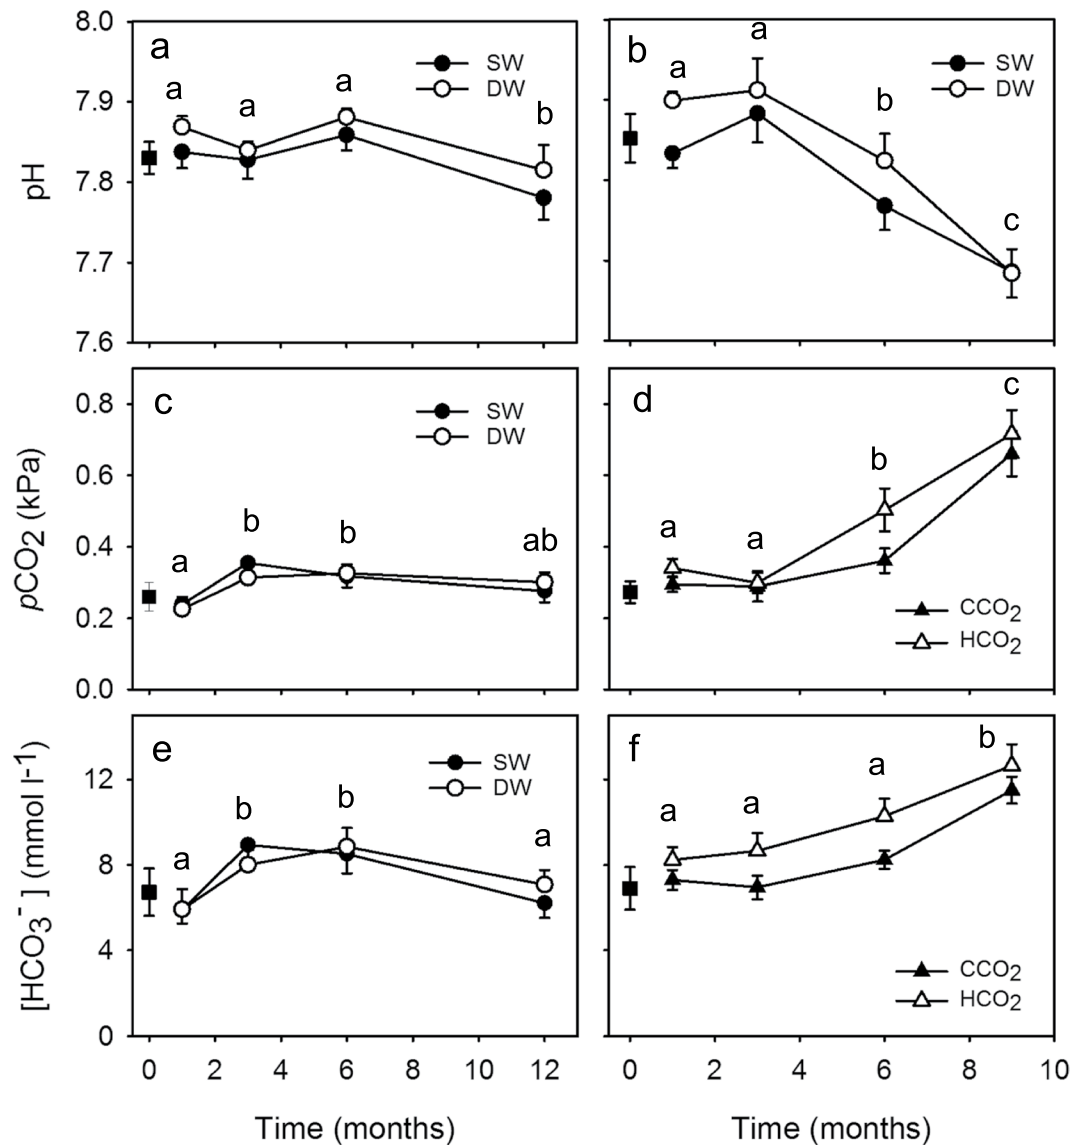 8.0
7.9
7.8
7.7
7.6
pH
a
SW
DW
a
a
a
b
b
SW
DW
a
a
b
c
0.8
0.6
0.4
0.2
0.0
pCO2 (kPa)
c
SW
DW
a
b
b
ab
d
a
a
b
c
CCO2
HCO2
12
8
4
0
[HCO3-] (mmol l-1)
e
SW
DW
a
b
b
a
f
a
a
a
b
CCO2
HCO2
0 2 4 6 8 10 12
0 2 4 6 8 10
Time (months)
Time (months)